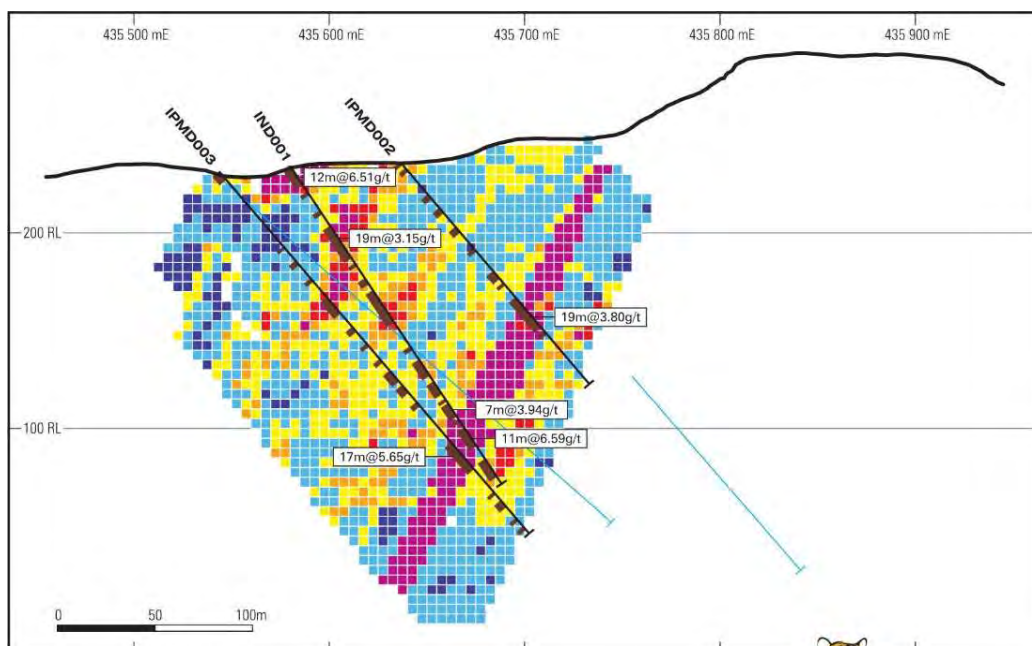 435 500 mE
435 600 mE
435 700 mE
435 800 mE
435 900 mE
IPMD003
IND001
IPMD002
12m@6.51g/t
200 RL
19m@3.15g/t
19m@3.80g/t
7m@3.94g/t
100 RL
11m@6.59g/t
17m@5.65g/t
0 50 100m